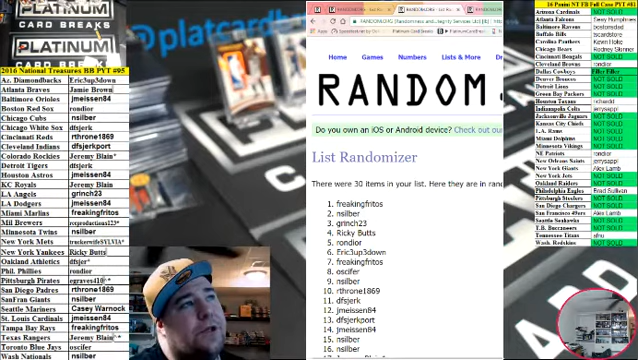 PLATINUM
CARD BREAKS
PLATINUM
CARD BREAKS
@platcard
2016 National Treasures BB PYT #95
Az. Diamondbacks Eric3up3down
Atlanta Braves Jamie Brown
Baltimore Orioles jmeissen84
Boston Red Sox rondior
Chicago Cubs nsilber
Chicago White Sox dfsjerk
Cincinnati Reds rthrone1869
Cleveland Indians dfsjerkport
Colorado Rockies Jeremy Blain*
Detroit Tigers dfsjerk
Houston Astros jmeissen84
KC Royals Jeremy Blain
LA Angels grinch23
LA Dodgers jmeissen84
Miami Marlins freakingfritos
Mil Brewers
Minnesota Twins nsilber
New York Mets
New York Yankees Ricky Butts
Oakland Athletics dfsjer*
Phil. Phillies rondior
Pittsburgh Pirates
San Diego Padres rthrone1869
SanFran Giants nsilber
Seattle Mariners Casey Warnock
St. Louis Cardinals jmeissen84
Tampa Bay Rays freakingfritos
Texas Rangers Jeremy Blain*
Toronto Blue Jays oscifer
Wash Nationals nsilber
Home Games Numbers Lists & More
RANDOM
Do you own an iOS or Android device? Check out our
List Randomizer
There were 30 items in your list. Here they are in rand
1. freakingfritos
2. nsilber
3. grinch23
4. Ricky Butts
5. rondior
6. Eric3up3down
7. freakingfritos
8. oscifer
9. nsilber
10. rthrone1869
11. dfsjerk
12. jmeissen84
13. dfsjerkport
14. jmeissen84
15. nsilber
16. nsilber
16 Panini NT FB Full Case PYT #81
Arizona Cardinals NOT SOLD
Atlanta Falcons
Baltimore Ravens
Buffalo Bills
Carolina Panthers Kevin Hoke
Chicago Bears Rodney Skinner
Cincinnati Bengals NOT SOLD
Cleveland Browns rondior
Dallas Cowboys Filler Filler
Denver Broncos NOT SOLD
Detroit Lions NOT SOLD
Green Bay Packers NOT SOLD
Houston Texans
Indianapolis Colts NOT SOLD
Jacksonville Jaguars NOT SOLD
Kansas City Chiefs NOT SOLD
L.A. Rams NOT SOLD
Miami Dolphins NOT SOLD
Minnesota Vikings NOT SOLD
NE Patriots rondior
New Orleans Saints
New York Giants Alex Lamb
New York Jets NOT SOLD
Oakland Raiders NOT SOLD
Philadelphia Eagles Brad Sullivan
Pittsburgh Steelers NOT SOLD
San Diego Chargers NOT SOLD
San Francisco 49ers Alex Lamb
Seattle Seahawks NOT SOLD
T.B. Buccaneers NOT SOLD
Tennessee Titans
Wash. Redskins NOT SOLD